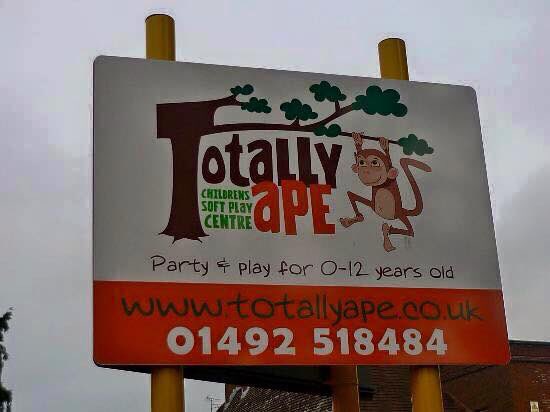 Totally
CHILDRENS
SOFT PLAY
CENTRE
APE
Party & play for 0-12 years old
www.totallyape.co.uk
01492 518484